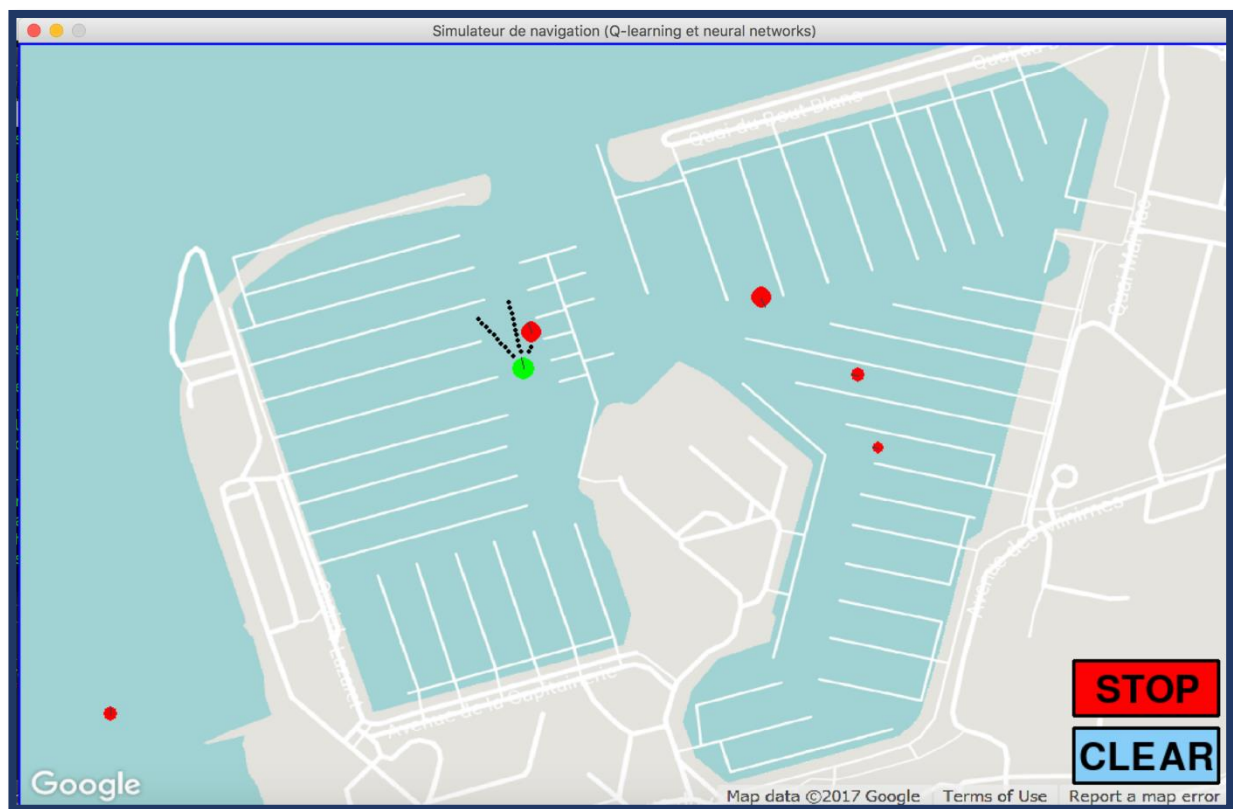 Simulateur de navigation (Q-learning et neural networks)
Quai du Bout Blanc
Quai Marillac
Avenue des Minimes
Avenue de la Capitainerie
STOP
CLEAR
Google
Map data ©2017 Google Terms of Use Report a map error